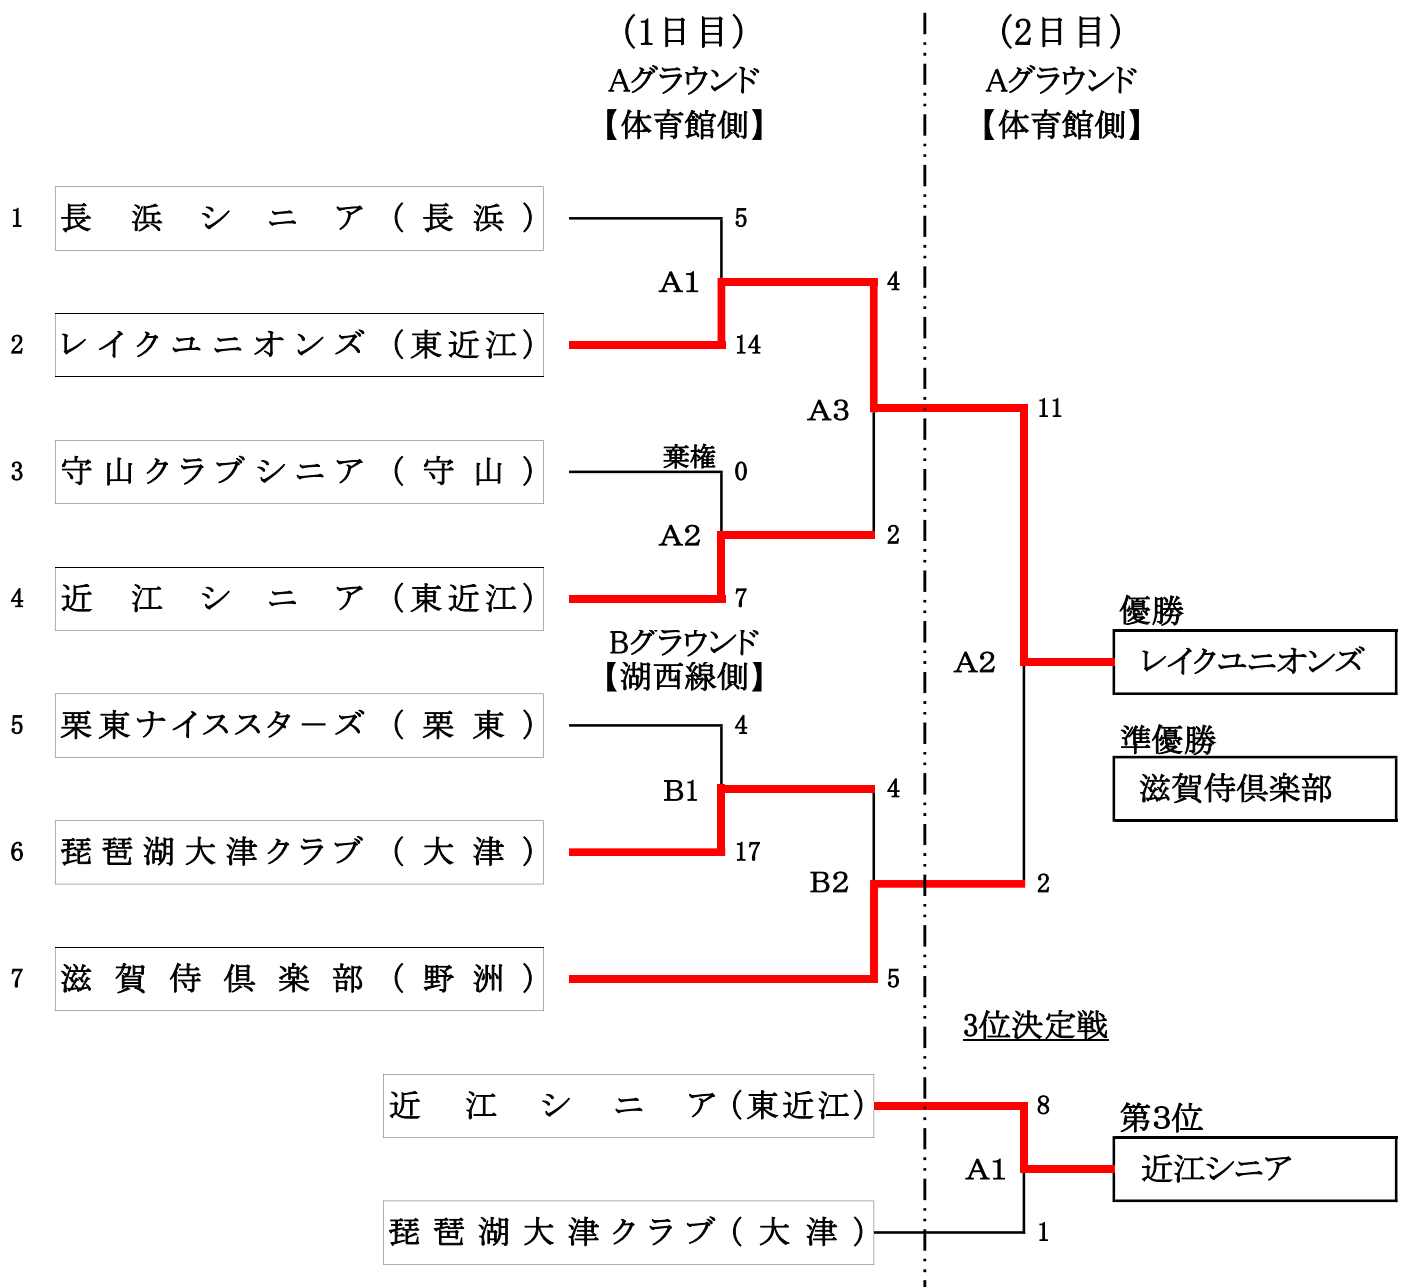 (1日目) (2日目)
Aグラウンド Aグラウンド
【体育館側】 【体育館側】
1 長浜シニア(長浜) 5
A1 4
2 レイクユニオンズ(東近江) 14
A3 11
3 守山クラブシニア(守山) 棄権 0
A2 2
4 近江シニア(東近江) 7
優勝
Bグラウンド
【湖西線側】
A2 レイクユニオンズ
5 栗東ナイススターズ(栗東) 4
準優勝
B1 4 滋賀侍倶楽部
6 琵琶湖大津クラブ(大津) 17
B2 2
7 滋賀侍倶楽部(野洲) 5
3位決定戦
近江シニア(東近江) 8
第3位
A1 近江シニア
琵琶湖大津クラブ(大津) 1